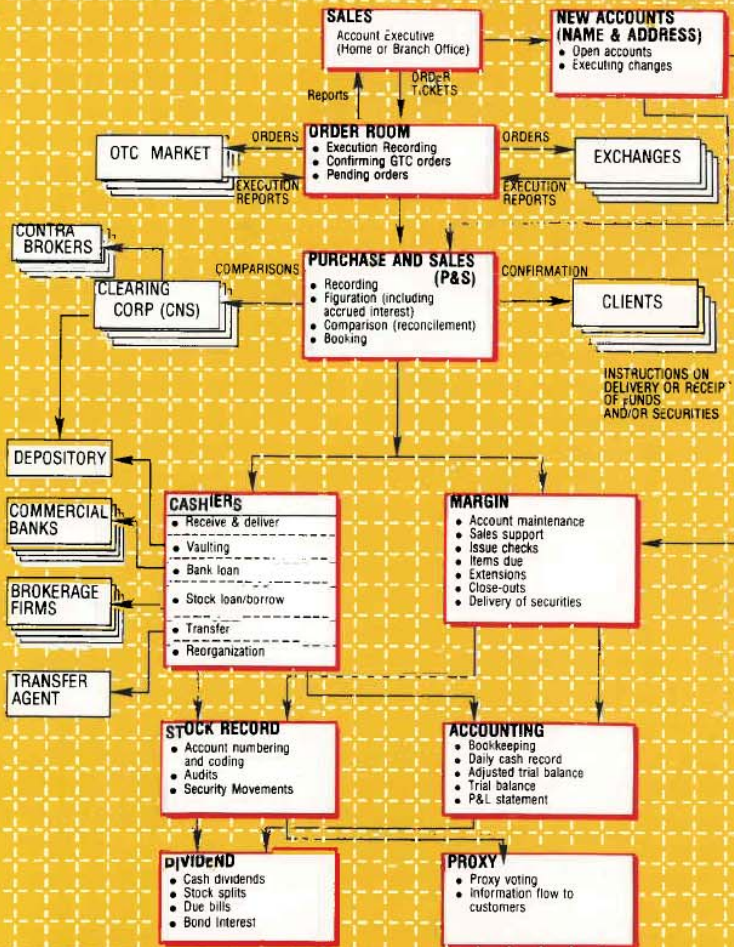 SALES
Account Executive
(Home or Branch Office)
NEW ACCOUNTS
(NAME & ADDRESS)
• Open accounts
• Executing changes
Reports
ORDER
TICKETS
ORDER ROOM
• Execution Recording
• Confirming GTC orders
• Pending orders
ORDERS
ORDERS
OTC MARKET
EXCHANGES
EXECUTION
REPORTS
EXECUTION
REPORTS
CONTRA
BROKERS
CLEARING
CORP (CNS)
COMPARISONS
PURCHASE AND SALES
(P&S)
• Recording
• Figuration (including
accrued interest)
• Comparison (reconcilement)
• Booking
CONFIRMATION
CLIENTS
INSTRUCTIONS ON
DELIVERY OR RECEIP
OF FUNDS
AND/OR SECURITIES
DEPOSITORY
COMMERCIAL
BANKS
BROKERAGE
FIRMS
TRANSFER
AGENT
CASHIERS
• Receive & deliver
• Vaulting
• Bank loan
• Stock loan/borrow
• Transfer
• Reorganization
MARGIN
• Account maintenance
• Sales support
• Issue checks
• Items due
• Extensions
• Close-outs
• Delivery of securities
STOCK RECORD
• Account numbering
and coding
• Audits
• Security Movements
ACCOUNTING
• Bookkeeping
• Daily cash record
• Adjusted trial balance
• Trial balance
• P&L statement
DIVIDEND
• Cash dividends
• Stock splits
• Due bills
• Bond Interest
PROXY
• Proxy voting
• Information flow to
customers